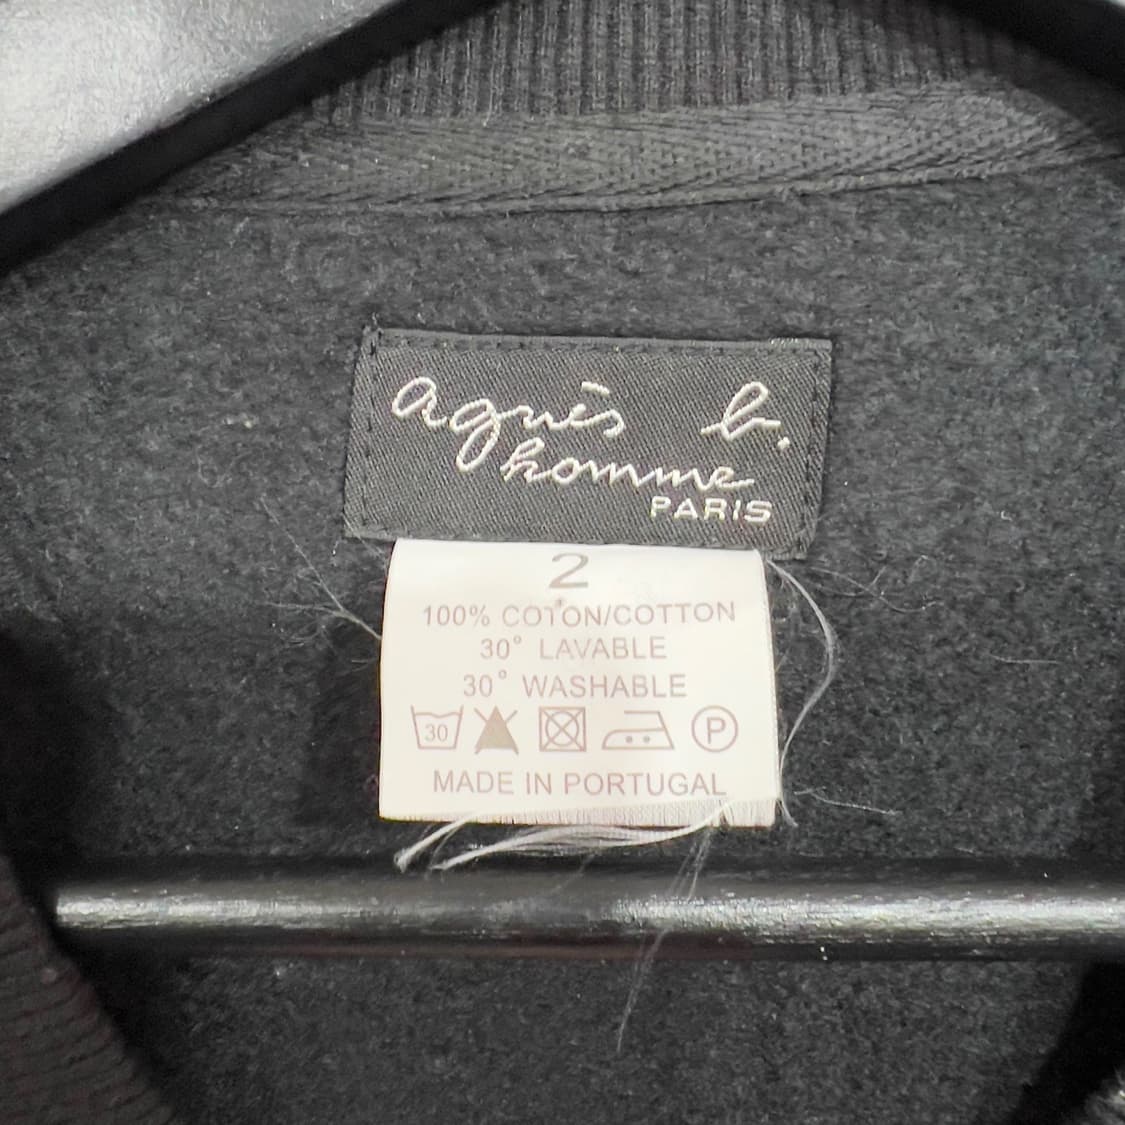 agnès b.
homme
PARIS
2
100% COTON/COTTON
30° LAVABLE
30° WASHABLE
30 P
MADE IN PORTUGAL